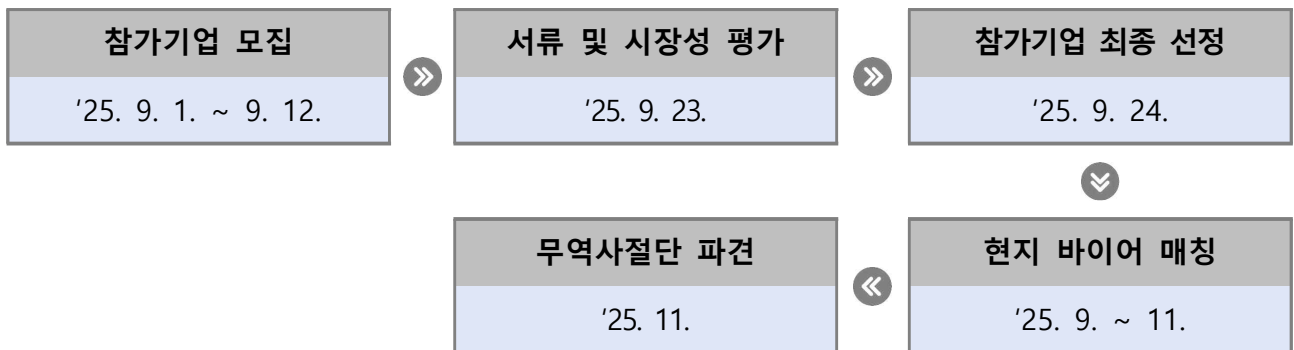 참가기업 모집
'25. 9. 1. ~ 9. 12.
서류 및 시장성 평가
'25. 9. 23.
참가기업 최종 선정
'25. 9. 24.
현지 바이어 매칭
'25. 9. ~ 11.
무역사절단 파견
'25. 11.